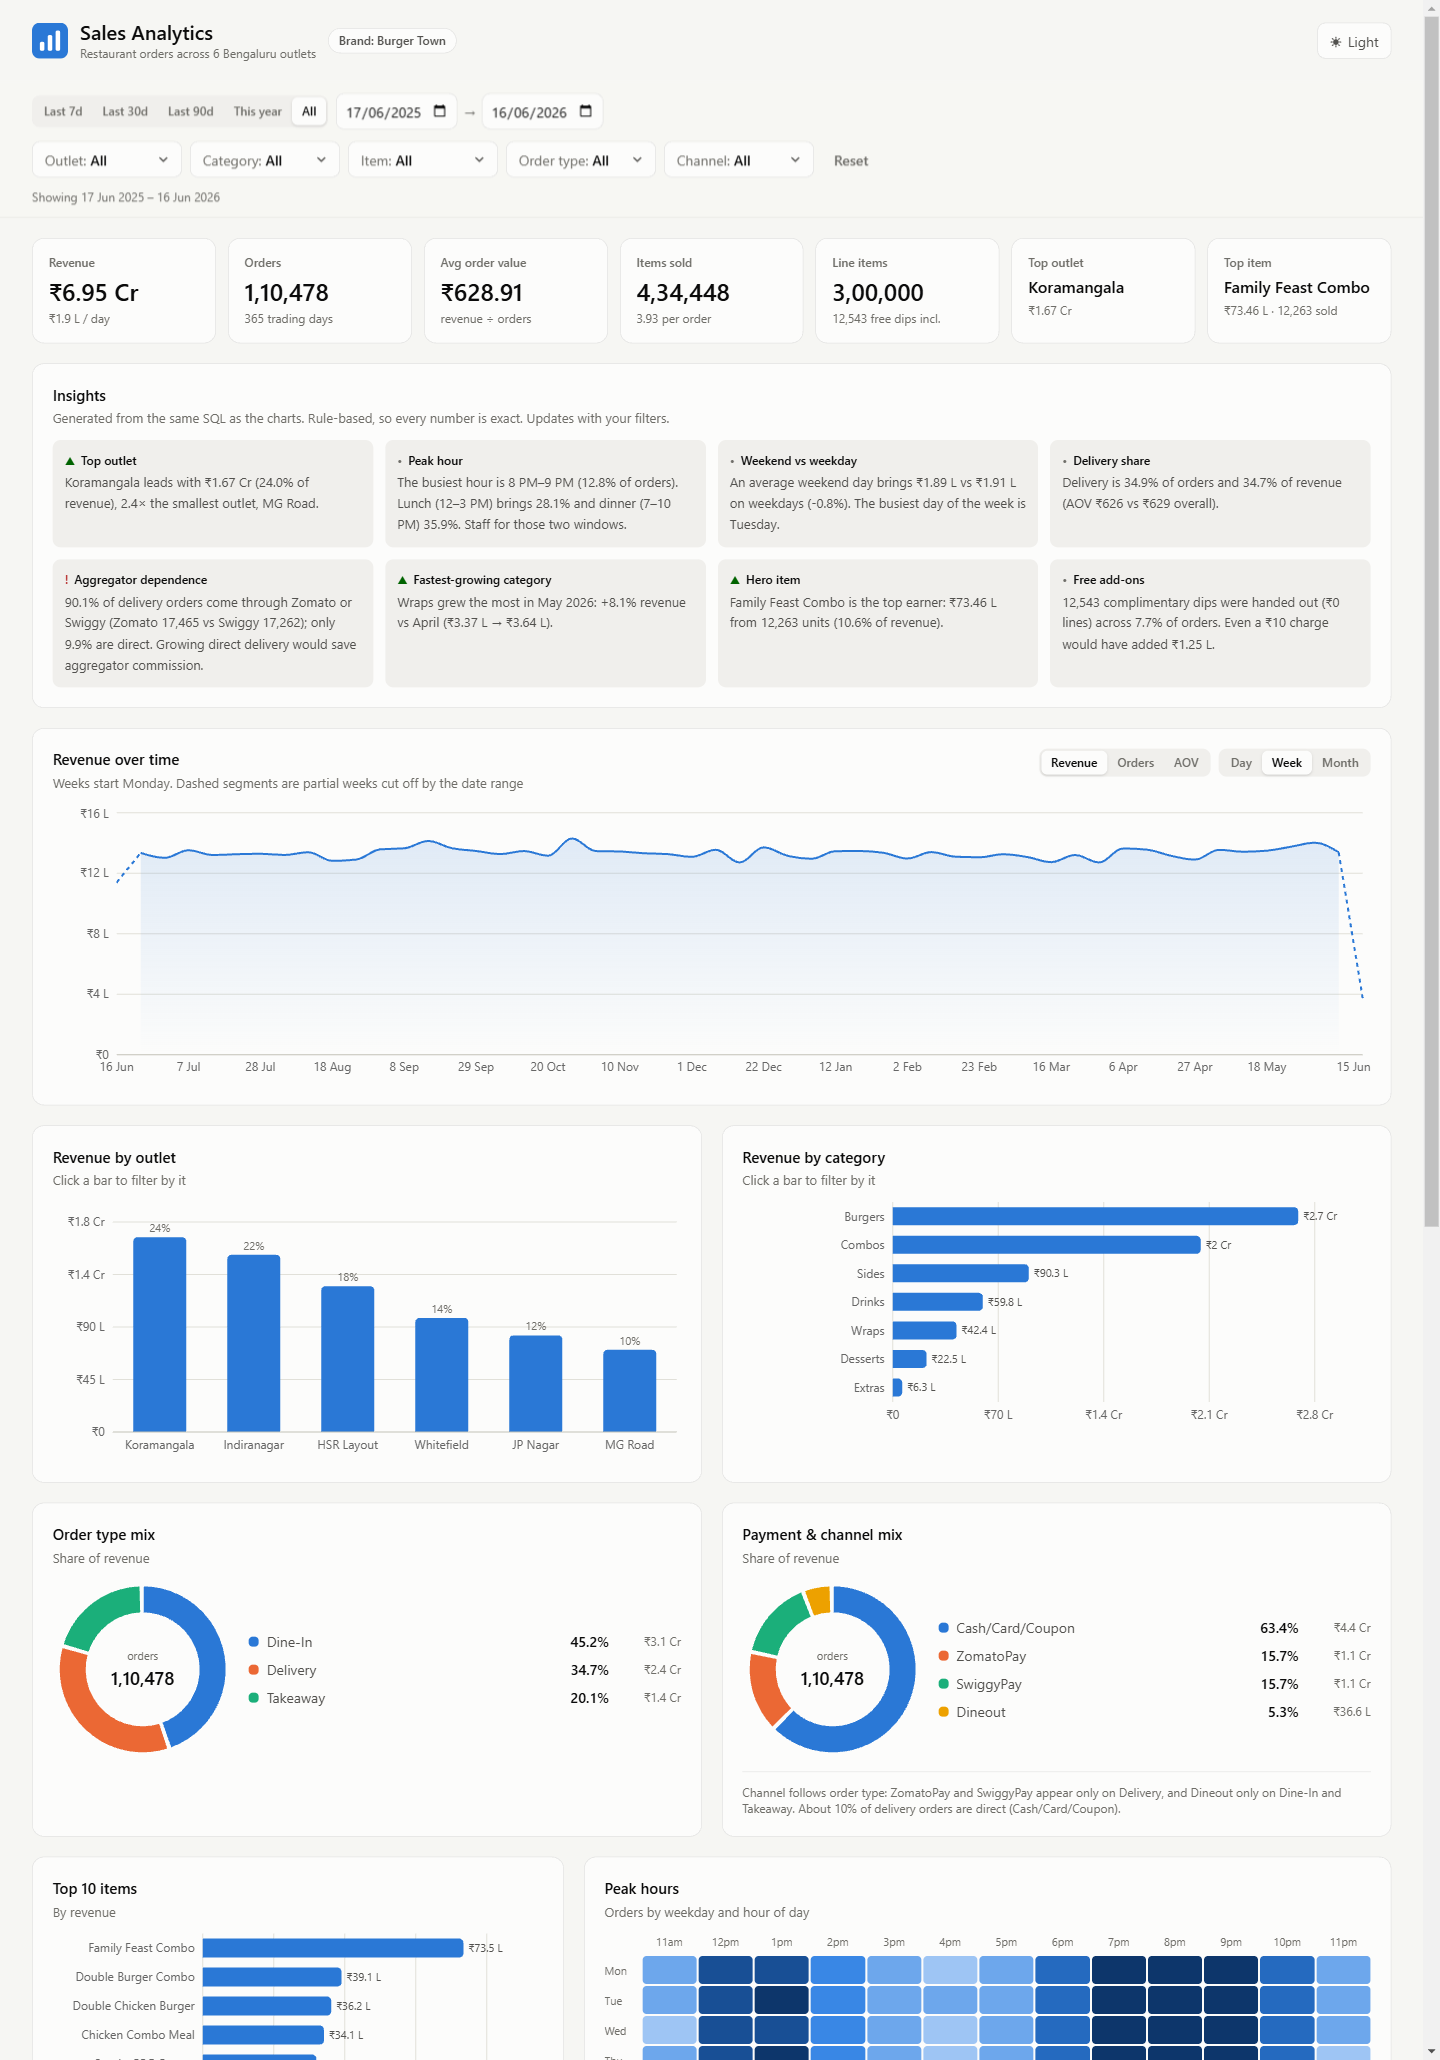 Sales Analytics
Restaurant orders across 6 Bengaluru outlets
Brand: Burger Town
☀ Light
Last 7d Last 30d Last 90d This year All 17/06/2025 → 16/06/2026
Outlet: All Category: All Item: All Order type: All Channel: All Reset
Showing 17 Jun 2025 – 16 Jun 2026
Revenue
₹6.95 Cr
₹1.9 L / day
Orders
1,10,478
365 trading days
Avg order value
₹628.91
revenue ÷ orders
Items sold
4,34,448
3.93 per order
Line items
3,00,000
12,543 free dips incl.
Top outlet
Koramangala
₹1.67 Cr
Top item
Family Feast Combo
₹73.46 L · 12,263 sold
Insights
Generated from the same SQL as the charts. Rule-based, so every number is exact. Updates with your filters.
▲ Top outlet
Koramangala leads with ₹1.67 Cr (24.0% of
revenue), 2.4× the smallest outlet, MG Road.
• Peak hour
The busiest hour is 8 PM–9 PM (12.8% of orders).
Lunch (12–3 PM) brings 28.1% and dinner (7–10
PM) 35.9%. Staff for those two windows.
• Weekend vs weekday
An average weekend day brings ₹1.89 L vs ₹1.91 L
on weekdays (-0.8%). The busiest day of the week is
Tuesday.
• Delivery share
Delivery is 34.9% of orders and 34.7% of revenue
(AOV ₹626 vs ₹629 overall).
! Aggregator dependence
90.1% of delivery orders come through Zomato or
Swiggy (Zomato 17,465 vs Swiggy 17,262); only
9.9% are direct. Growing direct delivery would save
aggregator commission.
▲ Fastest-growing category
Wraps grew the most in May 2026: +8.1% revenue
vs April (₹3.37 L → ₹3.64 L).
▲ Hero item
Family Feast Combo is the top earner: ₹73.46 L
from 12,263 units (10.6% of revenue).
• Free add-ons
12,543 complimentary dips were handed out (₹0
lines) across 7.7% of orders. Even a ₹10 charge
would have added ₹1.25 L.
Revenue over time
Weeks start Monday. Dashed segments are partial weeks cut off by the date range
Revenue Orders AOV Day Week Month
₹16 L
₹12 L
₹8 L
₹4 L
₹0
16 Jun 7 Jul 28 Jul 18 Aug 8 Sep 29 Sep 20 Oct 10 Nov 1 Dec 22 Dec 12 Jan 2 Feb 23 Feb 16 Mar 6 Apr 27 Apr 18 May 15 Jun
Revenue by outlet
Click a bar to filter by it
₹1.8 Cr
₹1.4 Cr
₹90 L
₹45 L
₹0
24% 22% 18% 14% 12% 10%
Koramangala Indiranagar HSR Layout Whitefield JP Nagar MG Road
Revenue by category
Click a bar to filter by it
Burgers ₹2.7 Cr
Combos ₹2 Cr
Sides ₹90.3 L
Drinks ₹59.8 L
Wraps ₹42.4 L
Desserts ₹22.5 L
Extras ₹6.3 L
₹0 ₹70 L ₹1.4 Cr ₹2.1 Cr ₹2.8 Cr
Order type mix
Share of revenue
orders
1,10,478
Dine-In 45.2% ₹3.1 Cr
Delivery 34.7% ₹2.4 Cr
Takeaway 20.1% ₹1.4 Cr
Payment & channel mix
Share of revenue
orders
1,10,478
Cash/Card/Coupon 63.4% ₹4.4 Cr
ZomatoPay 15.7% ₹1.1 Cr
SwiggyPay 15.7% ₹1.1 Cr
Dineout 5.3% ₹36.6 L
Channel follows order type: ZomatoPay and SwiggyPay appear only on Delivery, and Dineout only on Dine-In and
Takeaway. About 10% of delivery orders are direct (Cash/Card/Coupon).
Top 10 items
By revenue
Family Feast Combo ₹73.5 L
Double Burger Combo ₹39.1 L
Double Chicken Burger ₹36.2 L
Chicken Combo Meal ₹34.1 L
Peak hours
Orders by weekday and hour of day
11am 12pm 1pm 2pm 3pm 4pm 5pm 6pm 7pm 8pm 9pm 10pm 11pm
Mon
Tue
Wed